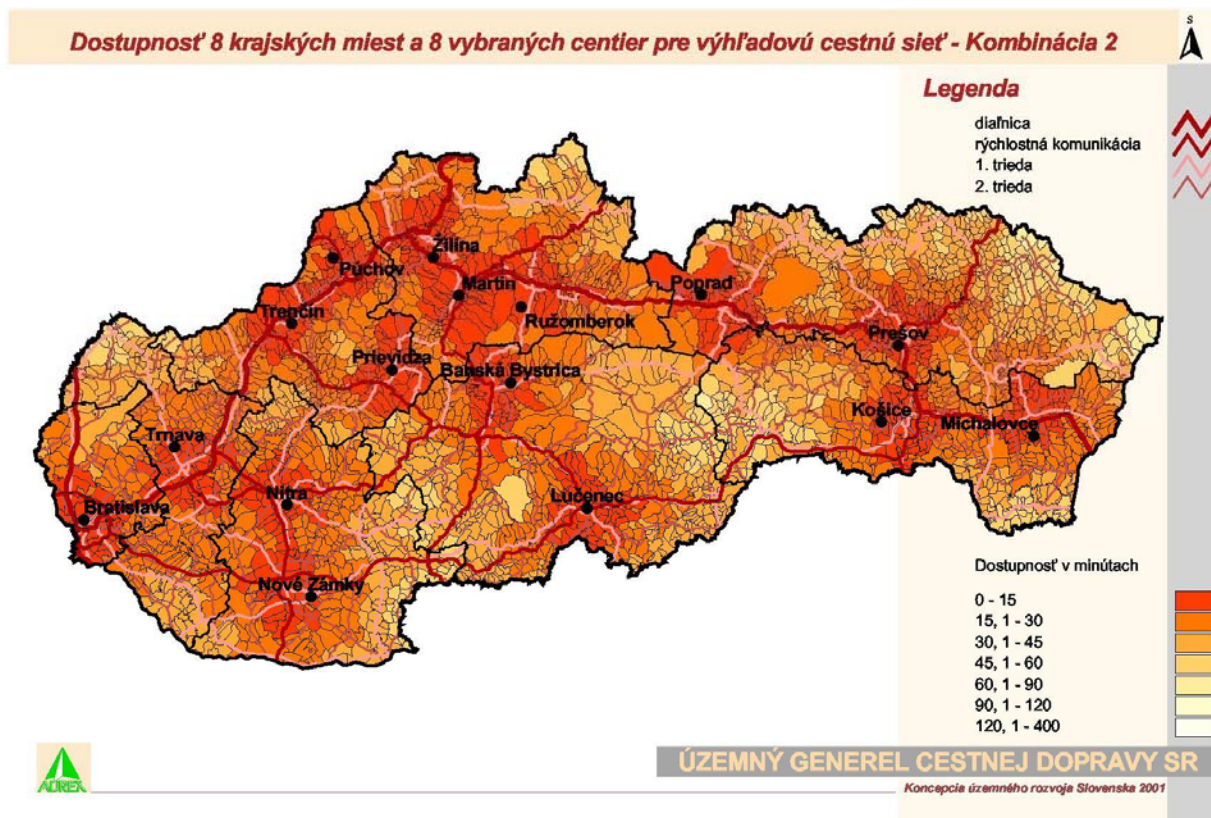 Dostupnosť 8 krajských miest a 8 vybraných centier pre výhľadovú cestnú sieť - Kombinácia 2
S
Legenda
diaľnica
rýchlostná komunikácia
1. trieda
2. trieda
Žilina
Púchov
Martin
Poprad
Ružomberok
Trenčín
Prešov
Prievidza
Banská Bystrica
Košice
Michalovce
Trnava
Nitra
Lučenec
Bratislava
Nové Zámky
Dostupnosť v minútach
0 - 15
15, 1 - 30
30, 1 - 45
45, 1 - 60
60, 1 - 90
90, 1 - 120
120, 1 - 400
ÚZEMNÝ GENEREL CESTNEJ DOPRAVY SR
AUREX
Koncepcia územného rozvoja Slovenska 2001